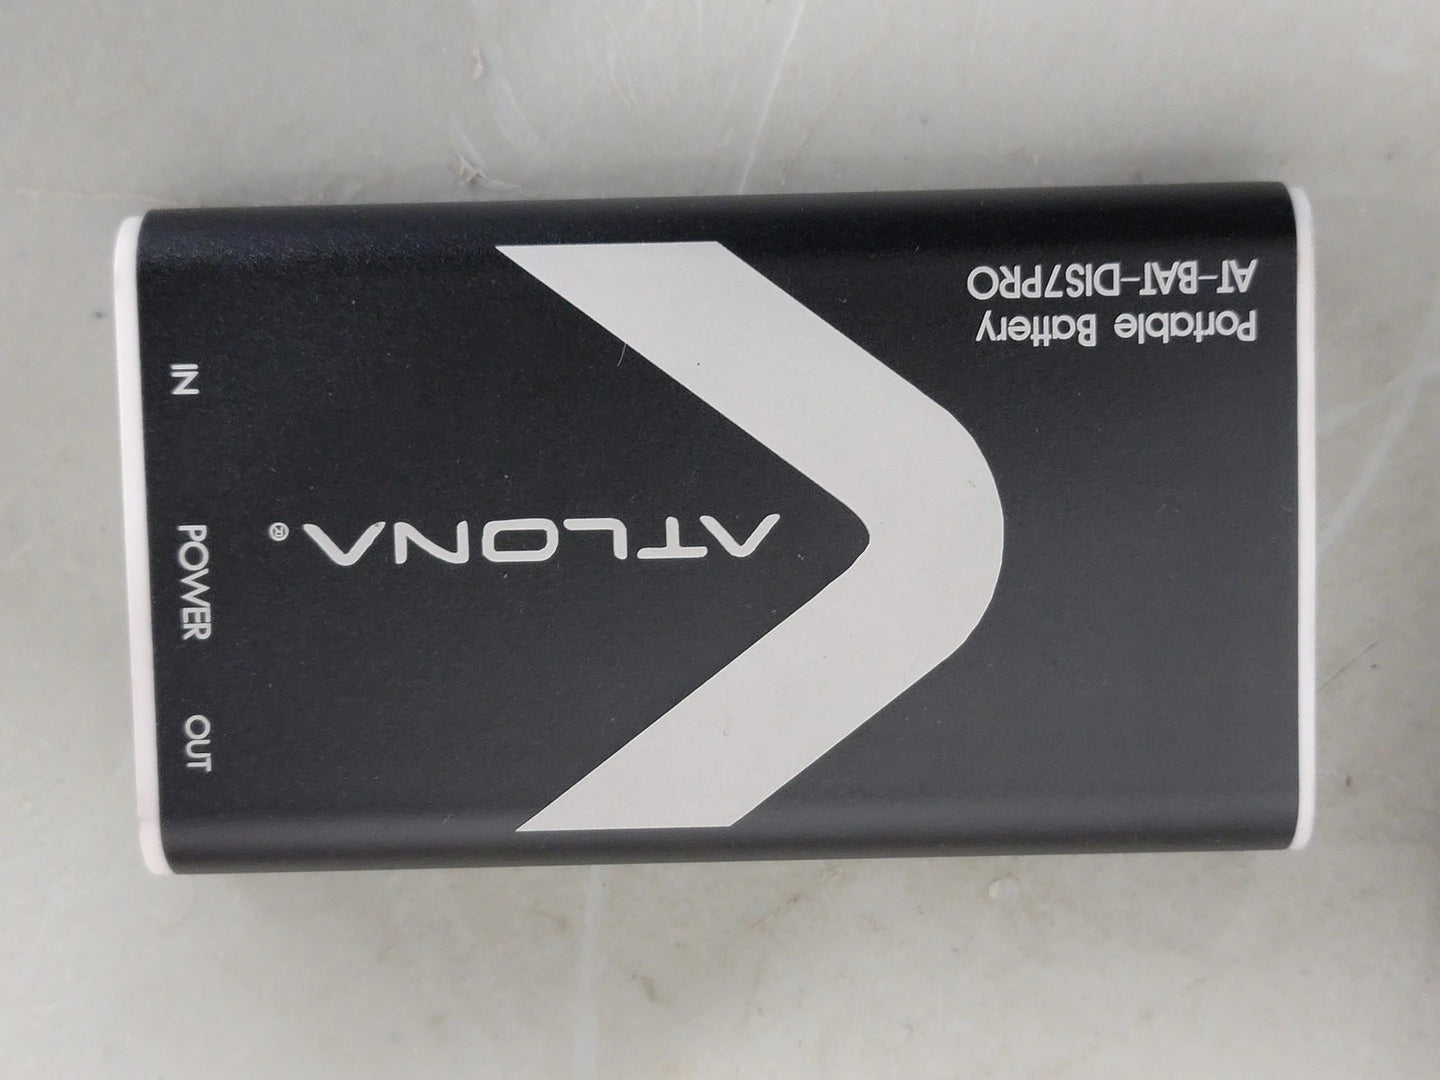 Portable Battery
AT-BAT-DIS7PRO
ATLONA®
IN
POWER
OUT